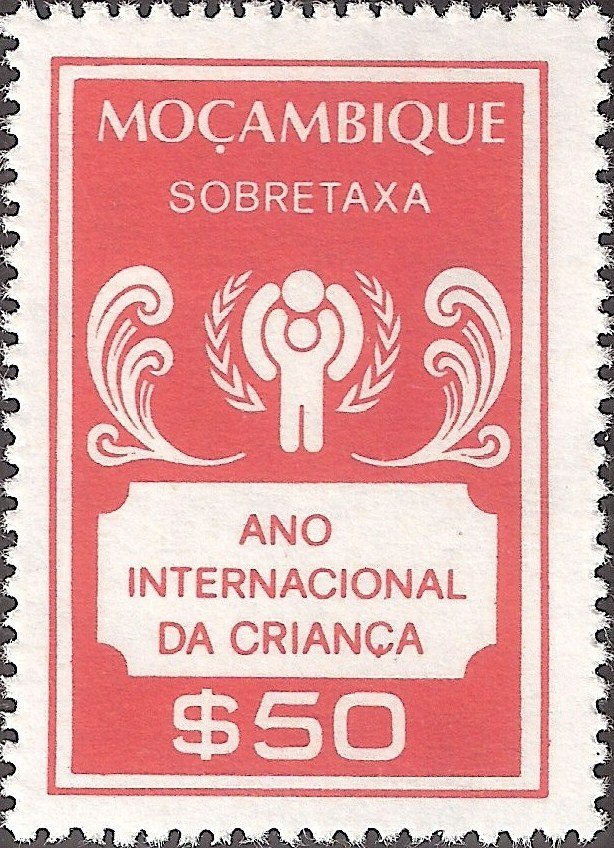 MOÇAMBIQUE
SOBRETAXA
ANO
INTERNACIONAL
DA CRIANÇA
$50